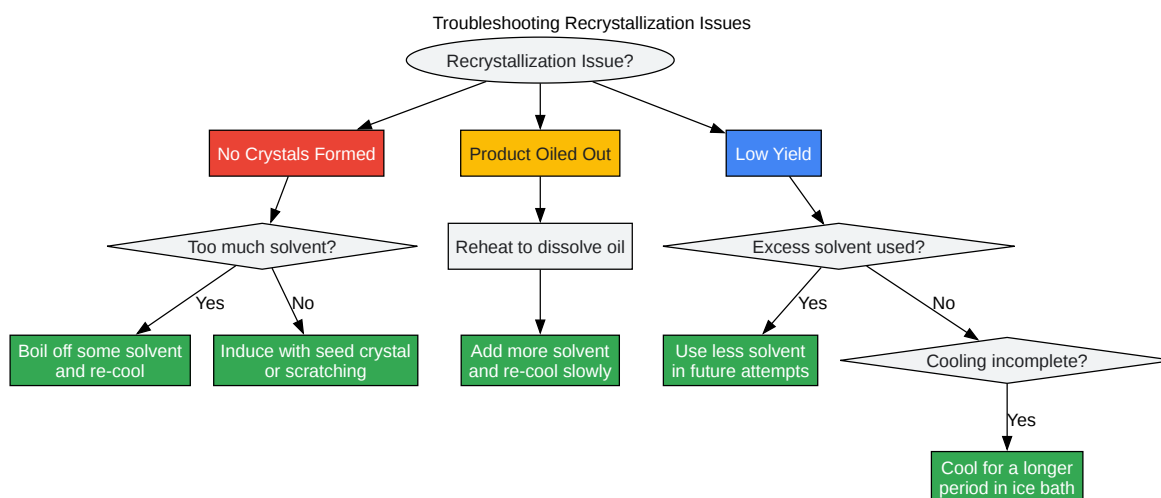 Troubleshooting Recrystallization Issues
Recrystallization Issue?
No Crystals Formed
Product Oiled Out
Low Yield
Too much solvent?
Reheat to dissolve oil
Excess solvent used?
Yes
No
Yes
No
Boil off some solvent
and re-cool
Induce with seed crystal
or scratching
Add more solvent
and re-cool slowly
Use less solvent
in future attempts
Cooling incomplete?
Yes
Cool for a longer
period in ice bath